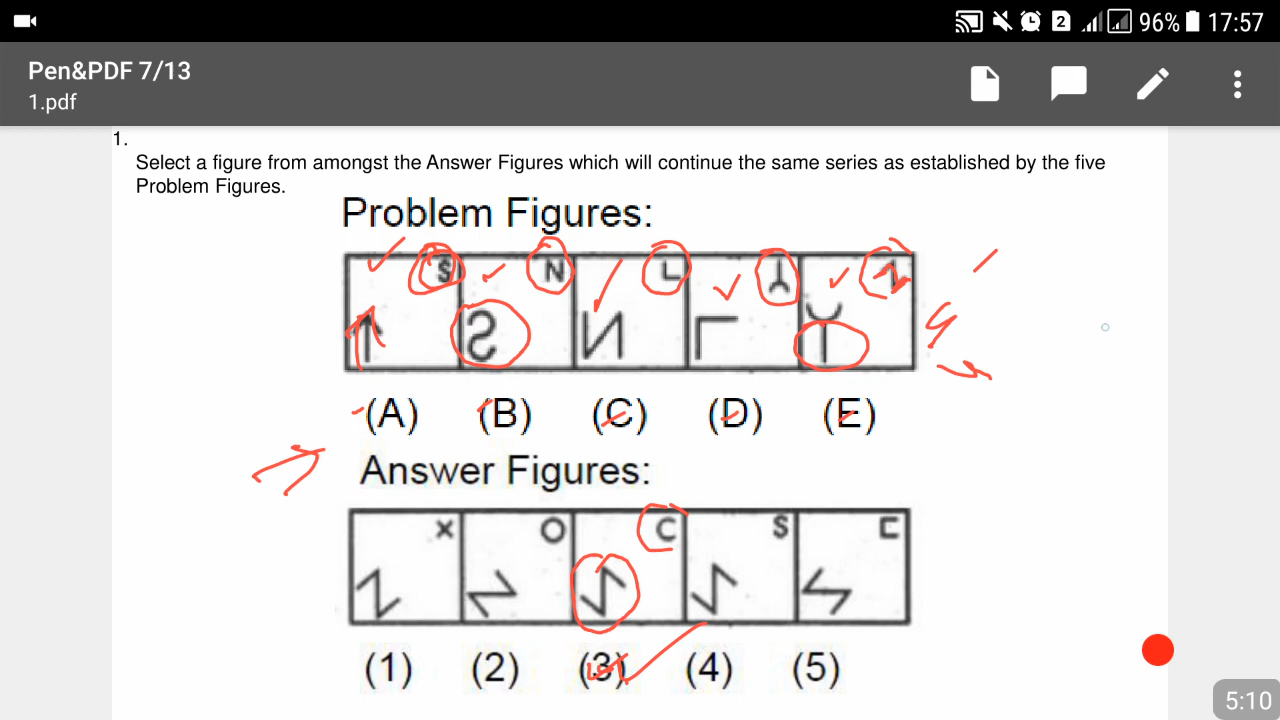 2 96% 17:57
Pen&PDF 7/13
1.pdf
1.
Select a figure from amongst the Answer Figures which will continue the same series as established by the five
Problem Figures.
Problem Figures:
S N L
(A) (B) (C) (D) (E)
Answer Figures:
X O C S
(1) (2) (3) (4) (5)
5:10